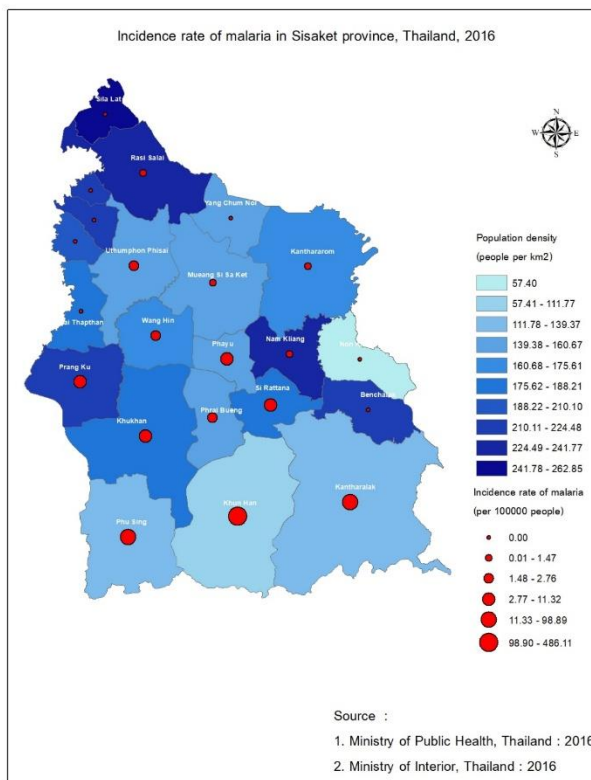 Incidence rate of malaria in Sisaket province, Thailand, 2016
N
W E
S
Sila Lat
Rasi Salai
Yang Chum Noi
Kanthararom
Uthumphon Phisai
Mueang Si Sa Ket
ai Thapthan
Wang Hin
Phayu
Nam Kliang
Prang Ku
Si Rattana
Benchalak
Phrai Bueng
Khukhan
Kantharalak
Khun Han
Phu Sing
Population density
(people per km2)
57.40
57.41 - 111.77
111.78 - 139.37
139.38 - 160.67
160.68 - 175.61
175.62 - 188.21
188.22 - 210.10
210.11 - 224.48
224.49 - 241.77
241.78 - 262.85
Incidence rate of malaria
(per 100000 people)
0.00
0.01 - 1.47
1.48 - 2.76
2.77 - 11.32
11.33 - 98.89
98.90 - 486.11
Source :
1. Ministry of Public Health, Thailand : 2016
2. Ministry of Interior, Thailand : 2016